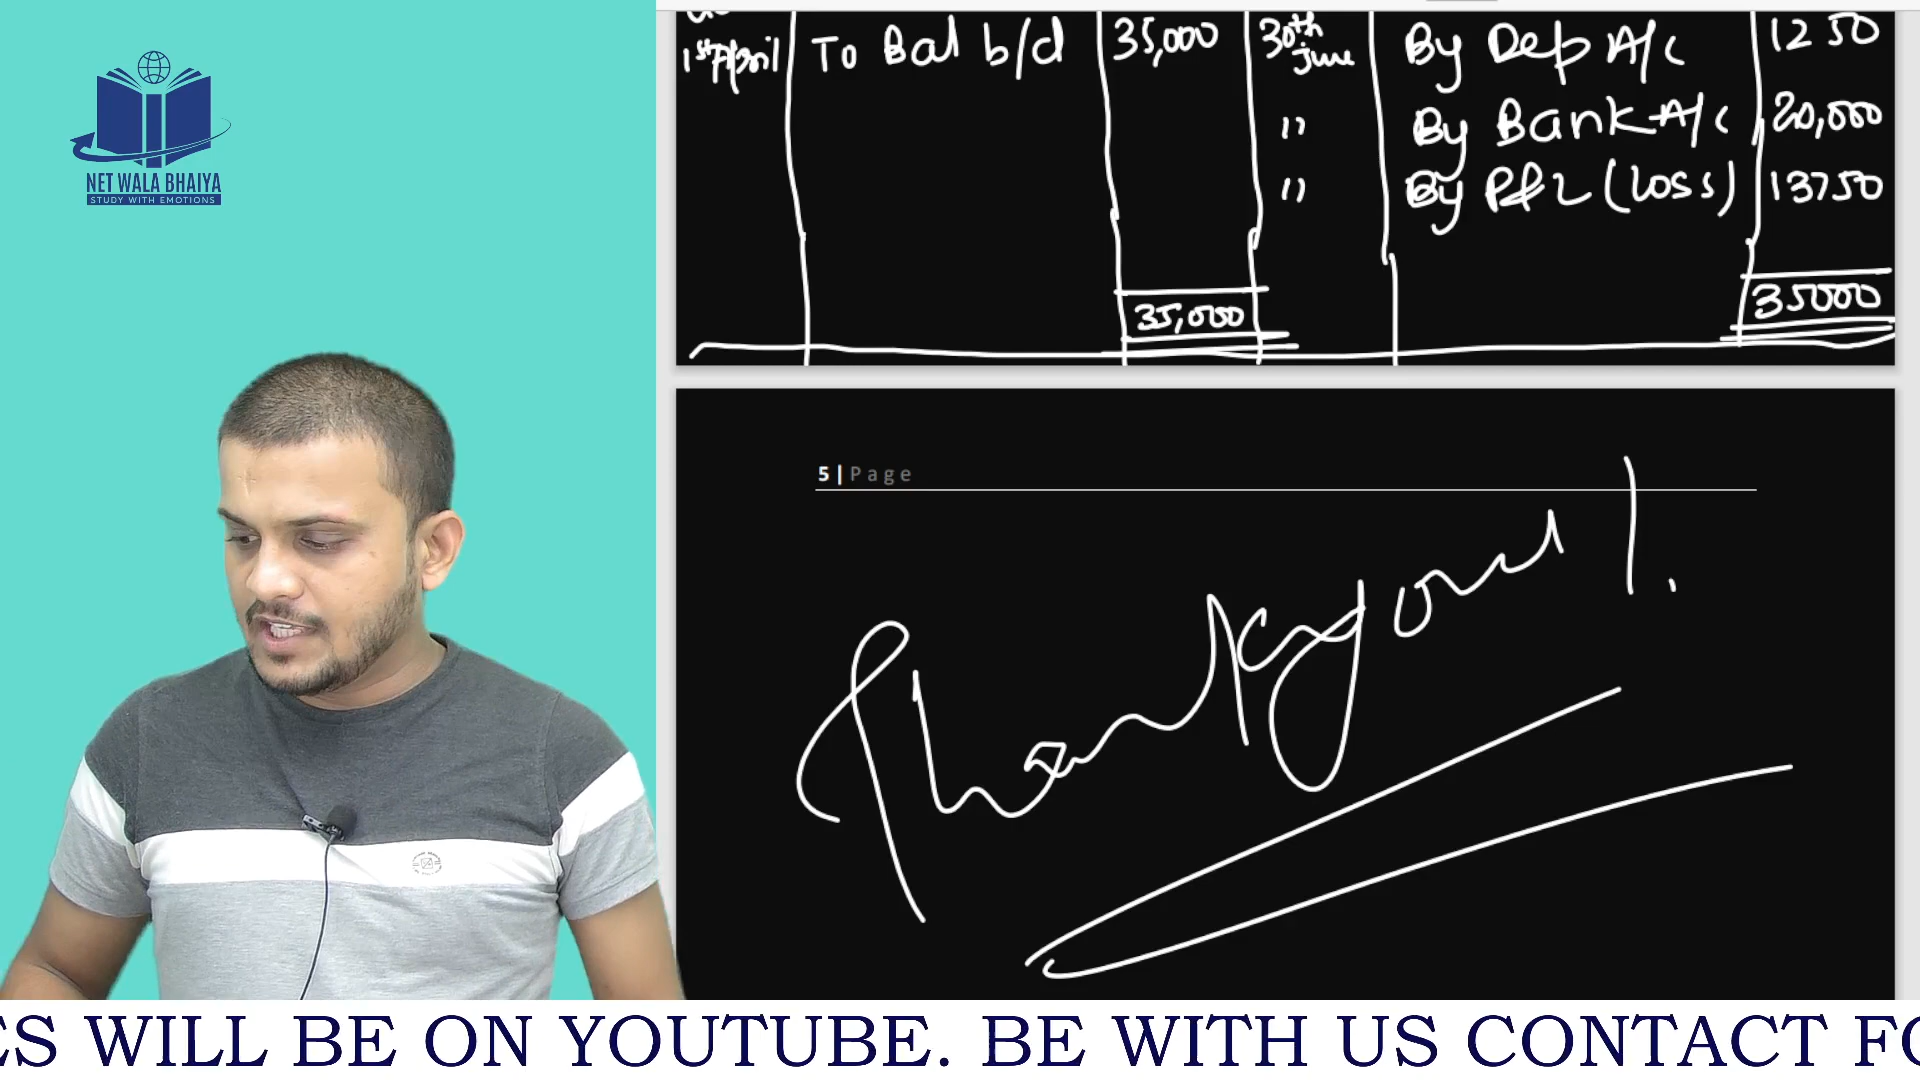 NET WALA BHAIYA
STUDY WITH EMOTIONS
1st April To Bal b/d 35,000 30th June By Dep A/c 1250
" By Bank A/c 20,000
" By P&L (Loss) 13750
35,000 35000
5 | Page
Thank you !
ES WILL BE ON YOUTUBE. BE WITH US CONTACT FO